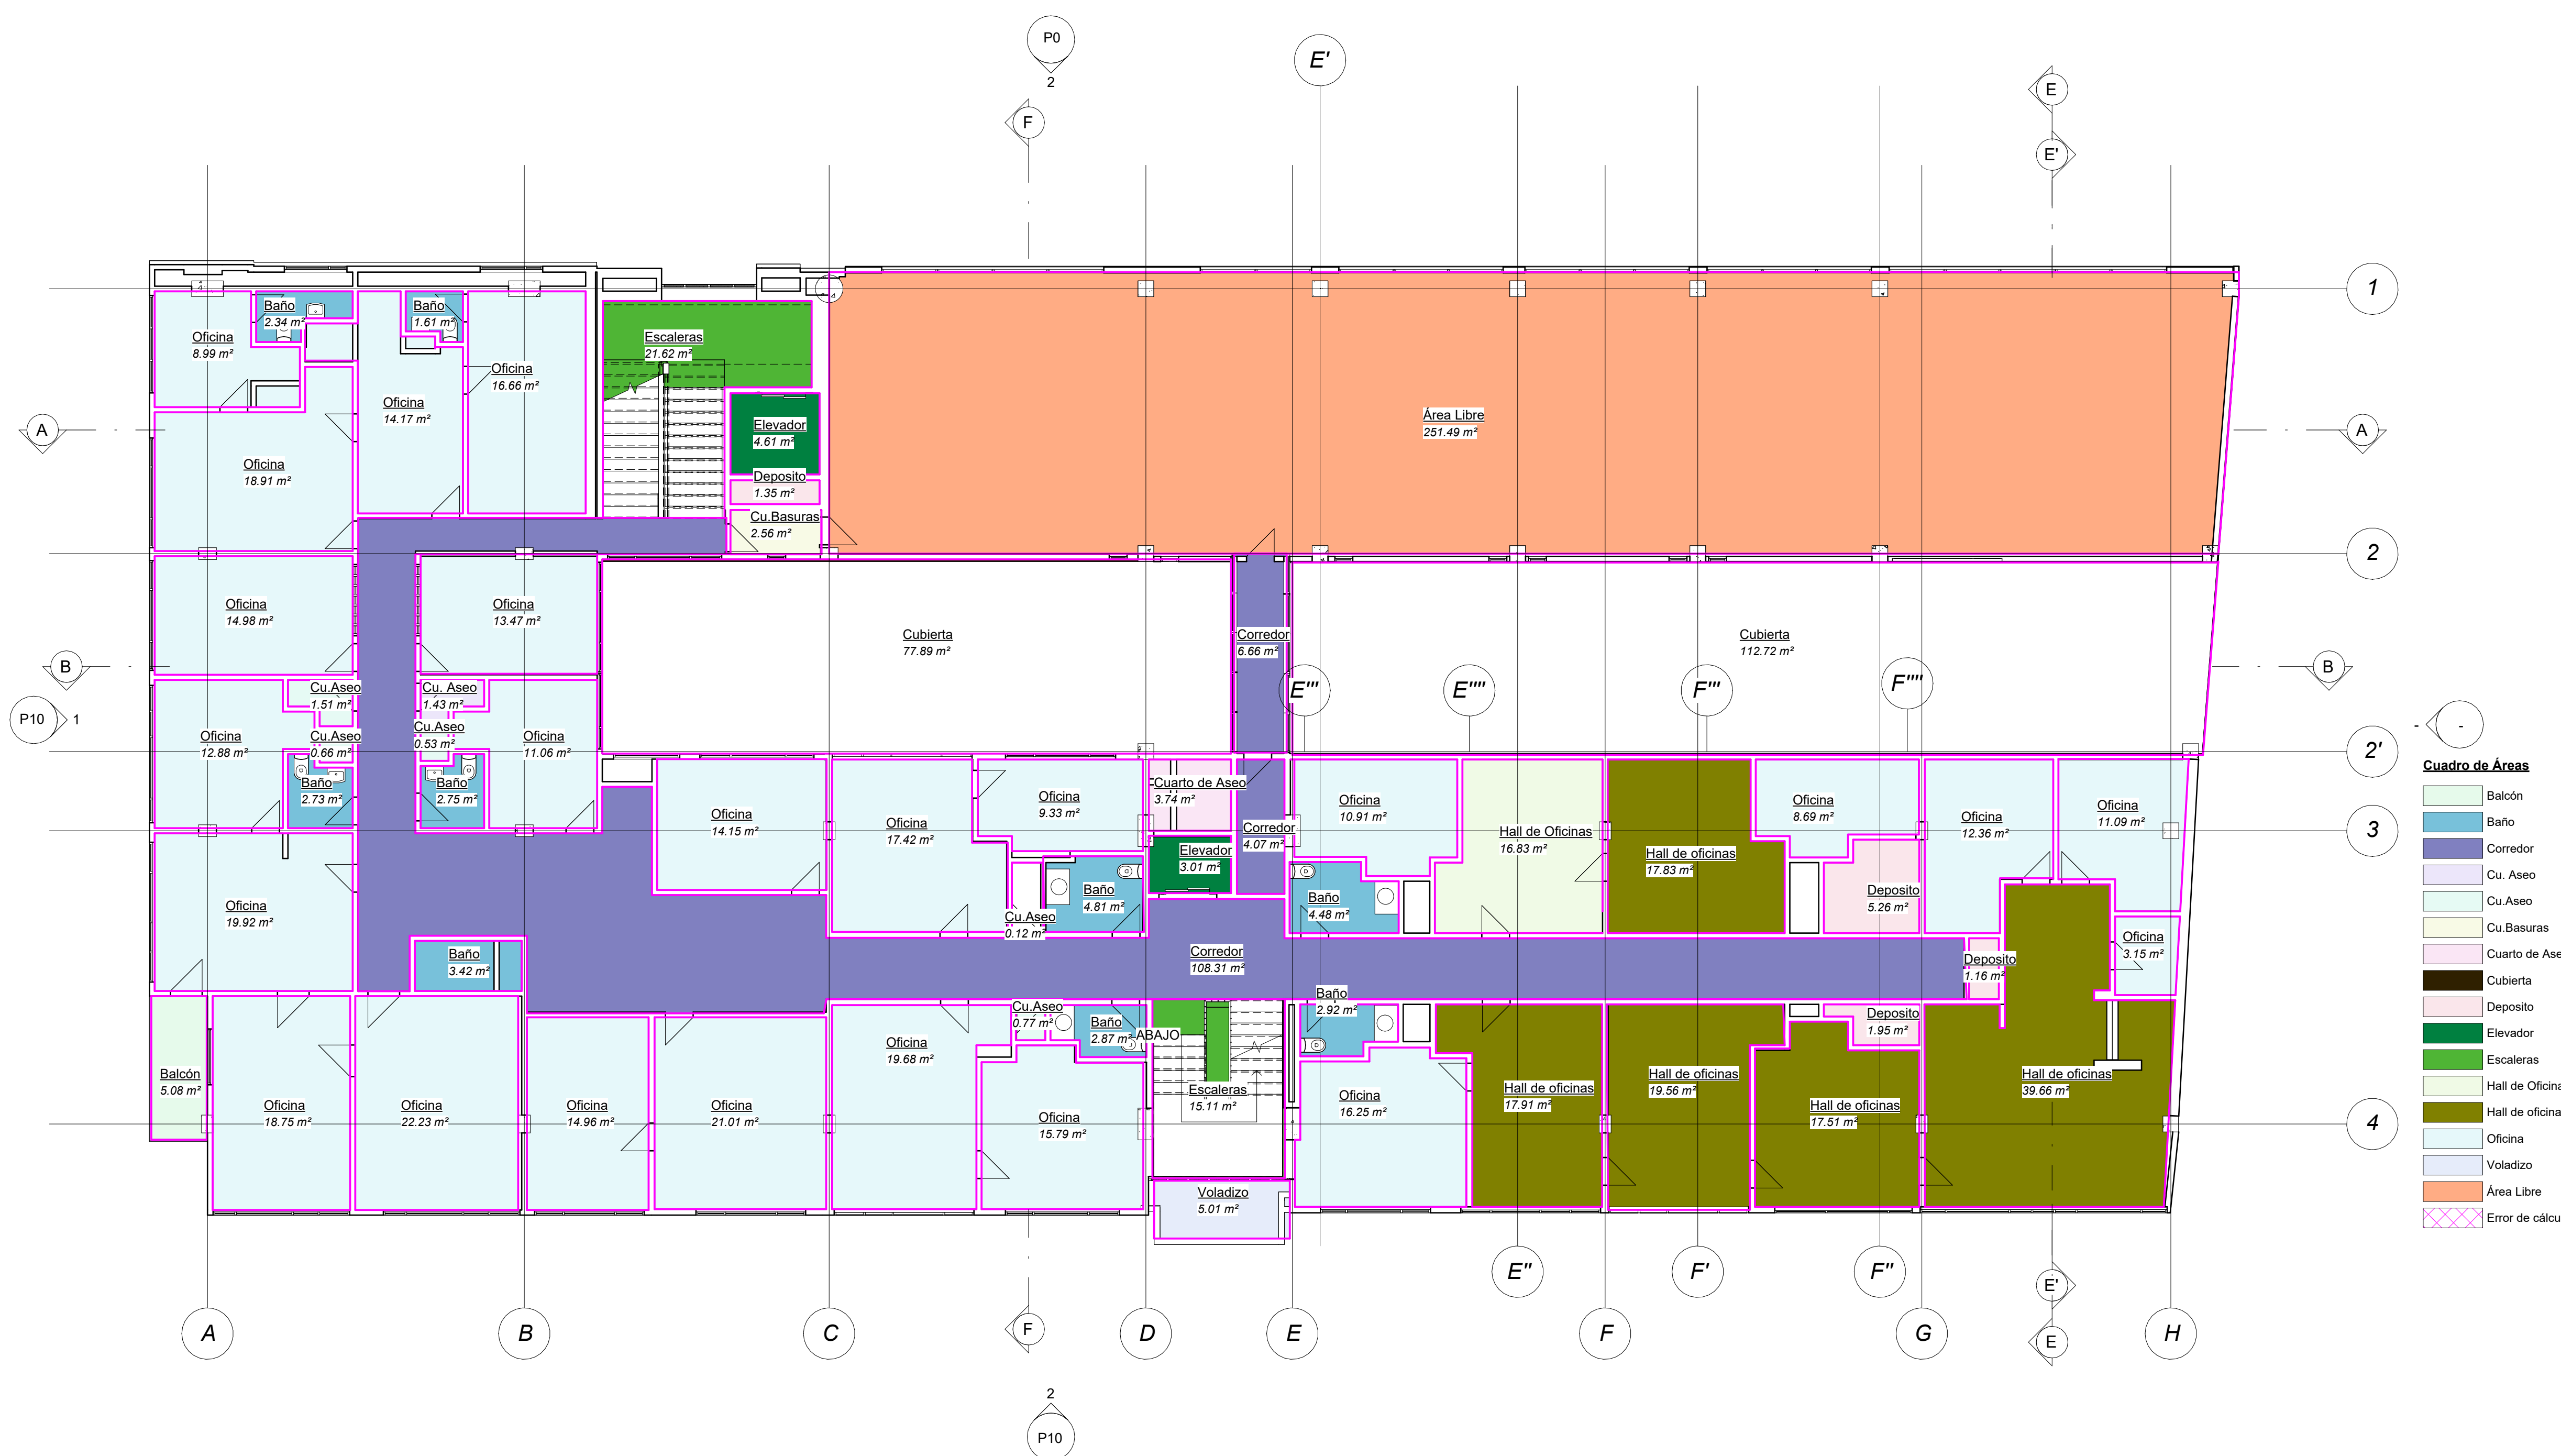 P0
2
E'
F
E
E'
1
Baño
2.34 m²
Baño
1.61 m²
Oficina
8.99 m²
Escaleras
21.62 m²
Oficina
16.66 m²
Oficina
14.17 m²
Área Libre
251.49 m²
A
Elevador
4.61 m²
A
Oficina
18.91 m²
Deposito
1.35 m²
Cu.Basuras
2.56 m²
2
Oficina
14.98 m²
Oficina
13.47 m²
Cubierta
77.89 m²
Corredor
6.66 m²
Cubierta
112.72 m²
B
B
Cu.Aseo
1.51 m²
Cu. Aseo
1.43 m²
E'''
E''''
F'''
F''''
P10
1
Oficina
12.88 m²
Cu.Aseo
0.66 m²
Cu.Aseo
0.53 m²
Oficina
11.06 m²
-
-
2'
Baño
2.73 m²
Baño
2.75 m²
Cuarto de Aseo
3.74 m²
Oficina
14.15 m²
Oficina
17.42 m²
Oficina
9.33 m²
Oficina
10.91 m²
Hall de Oficinas
16.83 m²
Oficina
8.69 m²
Oficina
12.36 m²
Oficina
11.09 m²
3
Corredor
4.07 m²
Elevador
3.01 m²
Hall de oficinas
17.83 m²
Oficina
19.92 m²
Cu.Aseo
0.12 m²
Baño
4.81 m²
Baño
4.48 m²
Deposito
5.26 m²
Baño
3.42 m²
Corredor
108.31 m²
Deposito
1.16 m²
Oficina
3.15 m²
Baño
2.92 m²
Cu.Aseo
0.77 m²
Baño
2.87 m²
ABAJO
Deposito
1.95 m²
Balcón
5.08 m²
Oficina
18.75 m²
Oficina
22.23 m²
Oficina
14.96 m²
Oficina
21.01 m²
Oficina
19.68 m²
Oficina
15.79 m²
Escaleras
15.11 m²
Oficina
16.25 m²
Hall de oficinas
17.91 m²
Hall de oficinas
19.56 m²
Hall de oficinas
17.51 m²
Hall de oficinas
39.66 m²
4
Voladizo
5.01 m²
E''
F'
F''
E'
A
B
C
F
D
E
F
G
E
H
2
P10
Cuadro de Áreas
Balcón
Baño
Corredor
Cu. Aseo
Cu.Aseo
Cu.Basuras
Cuarto de Ase
Cubierta
Deposito
Elevador
Escaleras
Hall de Oficina
Hall de oficina
Oficina
Voladizo
Área Libre
Error de cálcu